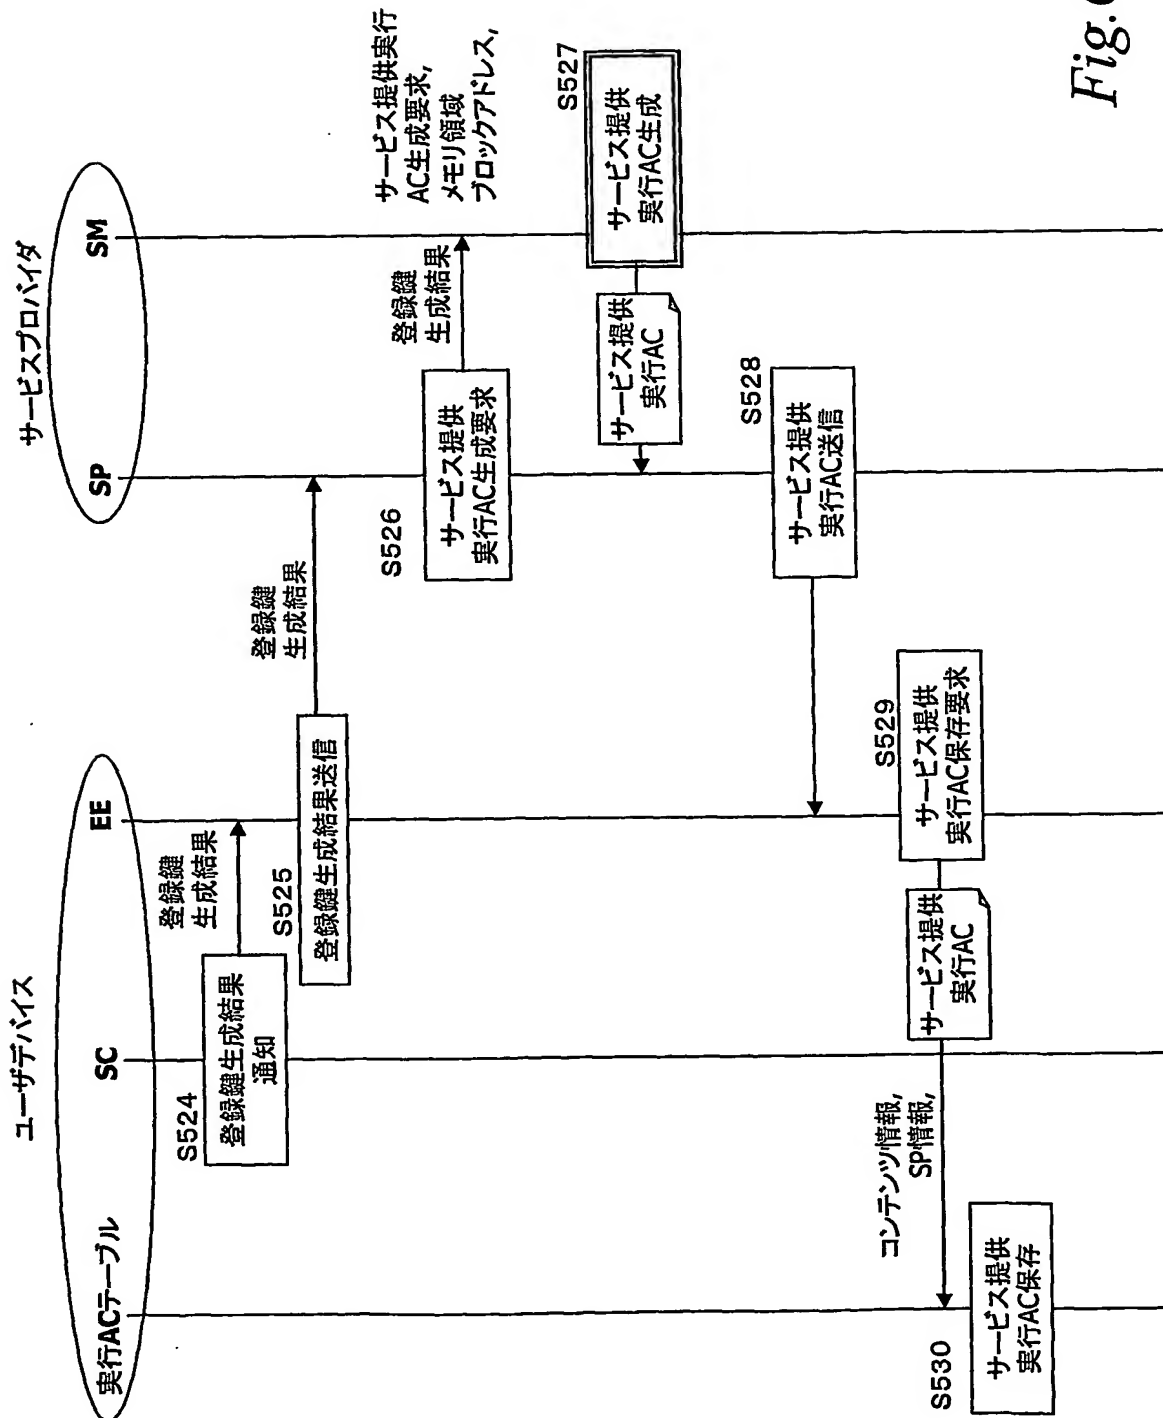 ユーザデバイス
サービスプロバイダ
実行ACテーブル
SC
EE
SP
SM
S524
登録鍵生成結果
通知
登録鍵
生成結果
S525
登録鍵生成結果送信
登録鍵
生成結果
S526
サービス提供
実行AC生成要求
登録鍵
生成結果
サービス提供実行
AC生成要求,
メモリ領域
ブロックアドレス,
S527
サービス提供
実行AC生成
サービス提供
実行AC
S528
サービス提供
実行AC送信
S529
サービス提供
実行AC保存要求
サービス提供
実行AC
コンテンツ情報,
SP情報,
S530
サービス提供
実行AC保存
Fig.